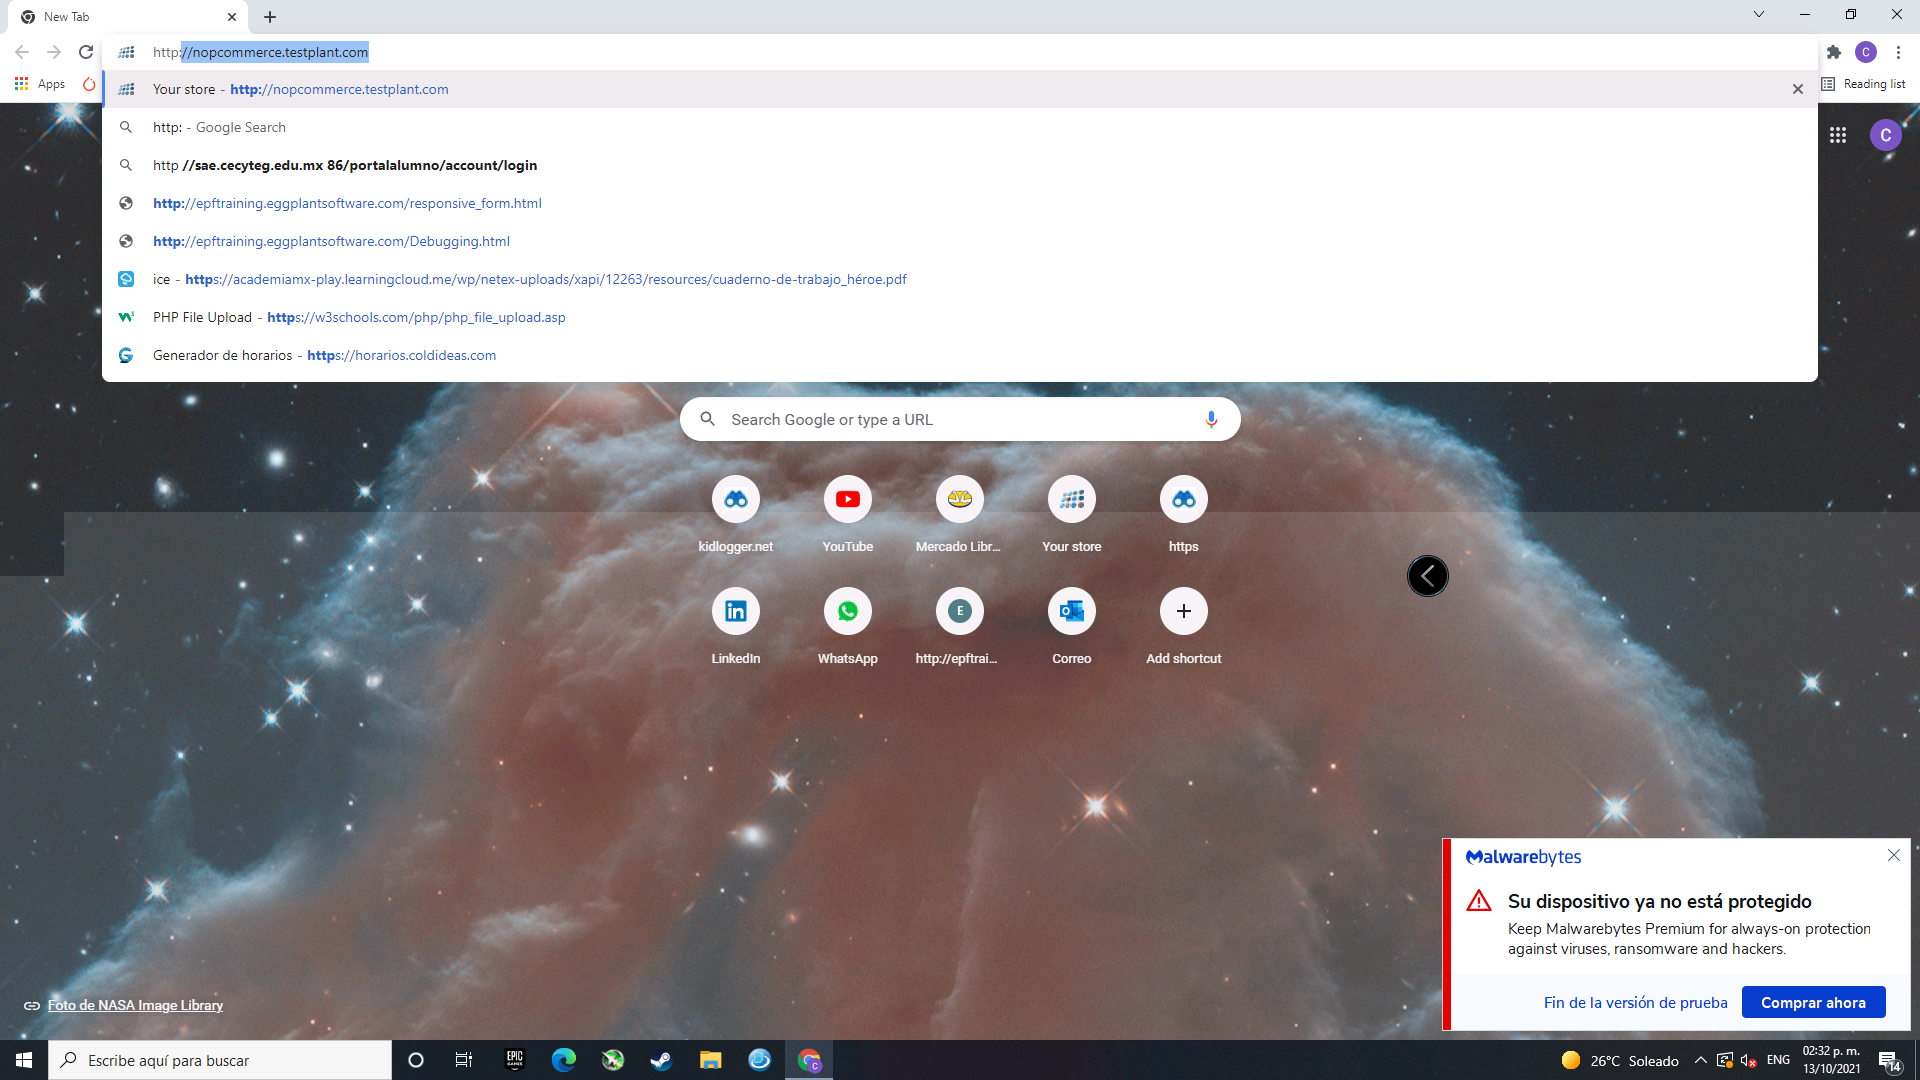 New Tab
http://nopcommerce.testplant.com
Your store - http://nopcommerce.testplant.com
http: - Google Search
http //sae.cecyteg.edu.mx 86/portalalumno/account/login
http://epftraining.eggplantsoftware.com/responsive_form.html
http://epftraining.eggplantsoftware.com/Debugging.html
ice - https://academiamx-play.learningcloud.me/wp/netex-uploads/xapi/12263/resources/cuaderno-de-trabajo_héroe.pdf
PHP File Upload - https://w3schools.com/php/php_file_upload.asp
Generador de horarios - https://horarios.coldideas.com
C
Apps
Reading list
C
Search Google or type a URL
kidlogger.net
YouTube
Mercado Libr...
Your store
https
E
LinkedIn
WhatsApp
http://epftrai...
Correo
Add shortcut
Malwarebytes
Su dispositivo ya no está protegido
Keep Malwarebytes Premium for always-on protection
against viruses, ransomware and hackers.
Fin de la versión de prueba
Comprar ahora
Foto de NASA Image Library
Escribe aquí para buscar
EPIC
GAMES
C
26°C Soleado
ENG
02:32 p. m.
13/10/2021
14